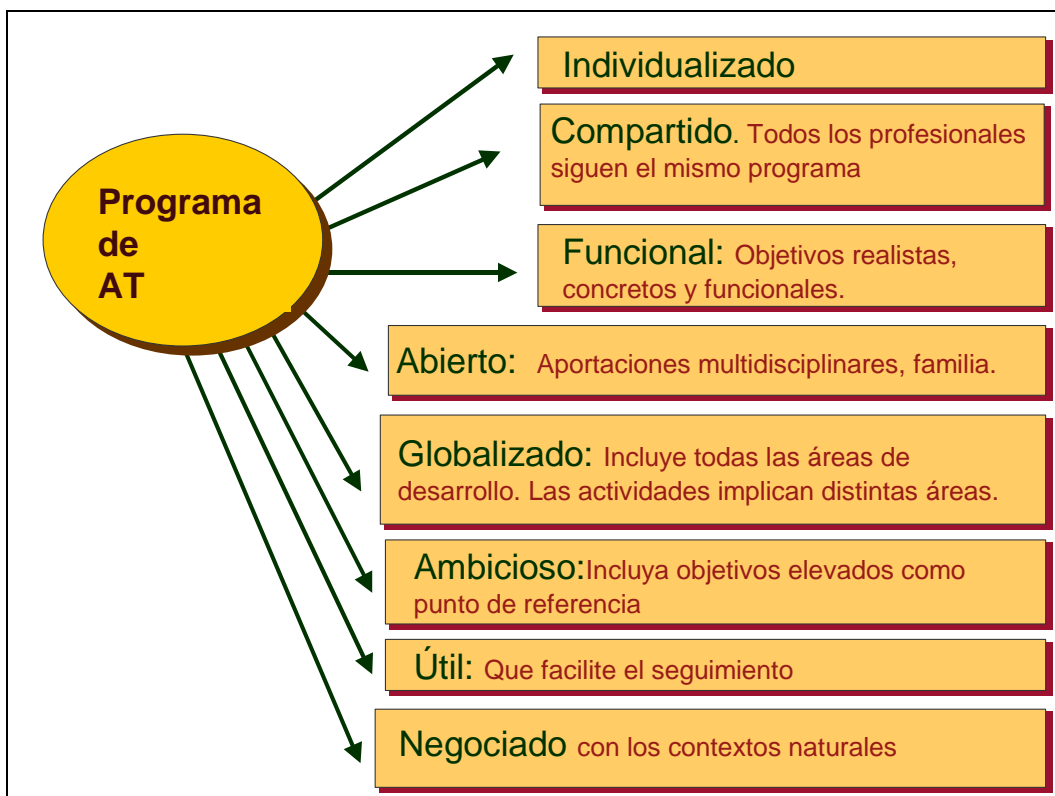 Programa
de
AT
Individualizado
Compartido. Todos los profesionales
siguen el mismo programa
Funcional: Objetivos realistas,
concretos y funcionales.
Abierto: Aportaciones multidisciplinares, familia.
Globalizado: Incluye todas las áreas de
desarrollo. Las actividades implican distintas áreas.
Ambicioso:Incluya objetivos elevados como
punto de referencia
Útil: Que facilite el seguimiento
Negociado con los contextos naturales